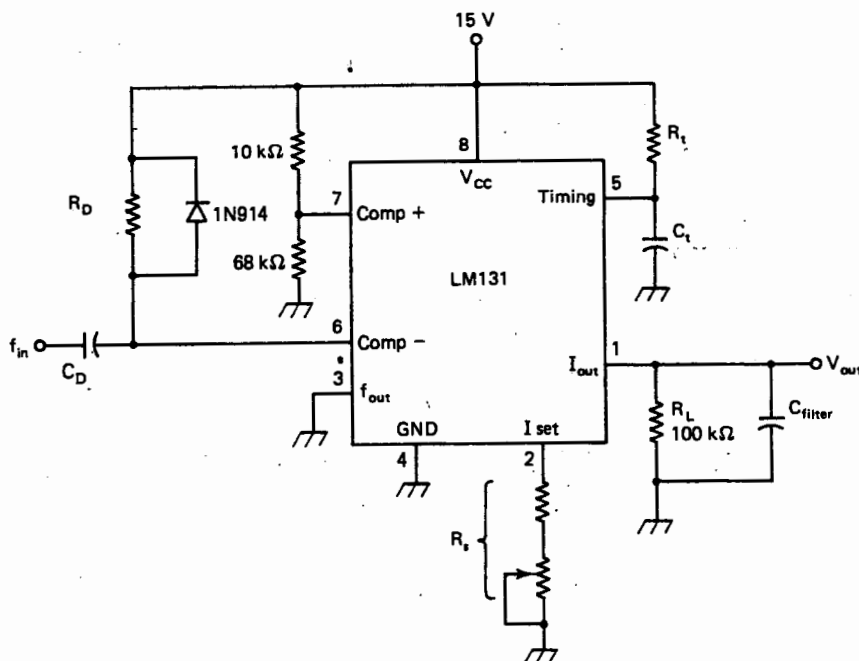 15 V
R_t
10 kΩ
8
V_CC
5
Timing
R_D
1N914
7
Comp +
C_t
68 kΩ
LM131
f_in
C_D
6
Comp −
3
f_out
1
I_out
V_out
R_L
100 kΩ
C_filter
GND
4
I set
2
R_s